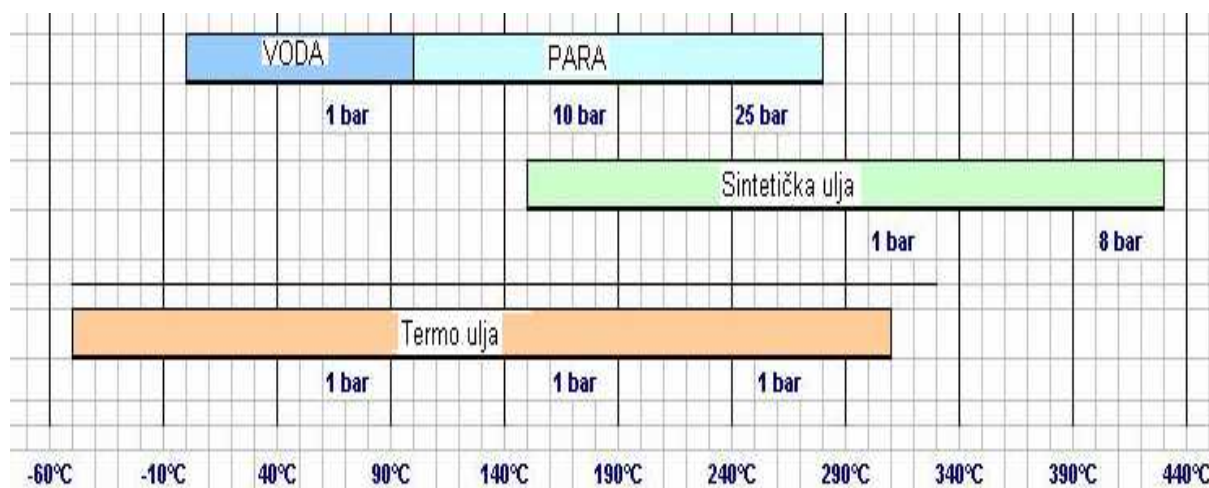 VODA PARA
1 bar 10 bar 25 bar
Sintetička ulja
1 bar 8 bar
Termo ulja
1 bar 1 bar 1 bar
-60°C -10°C 40°C 90°C 140°C 190°C 240°C 290°C 340°C 390°C 440°C